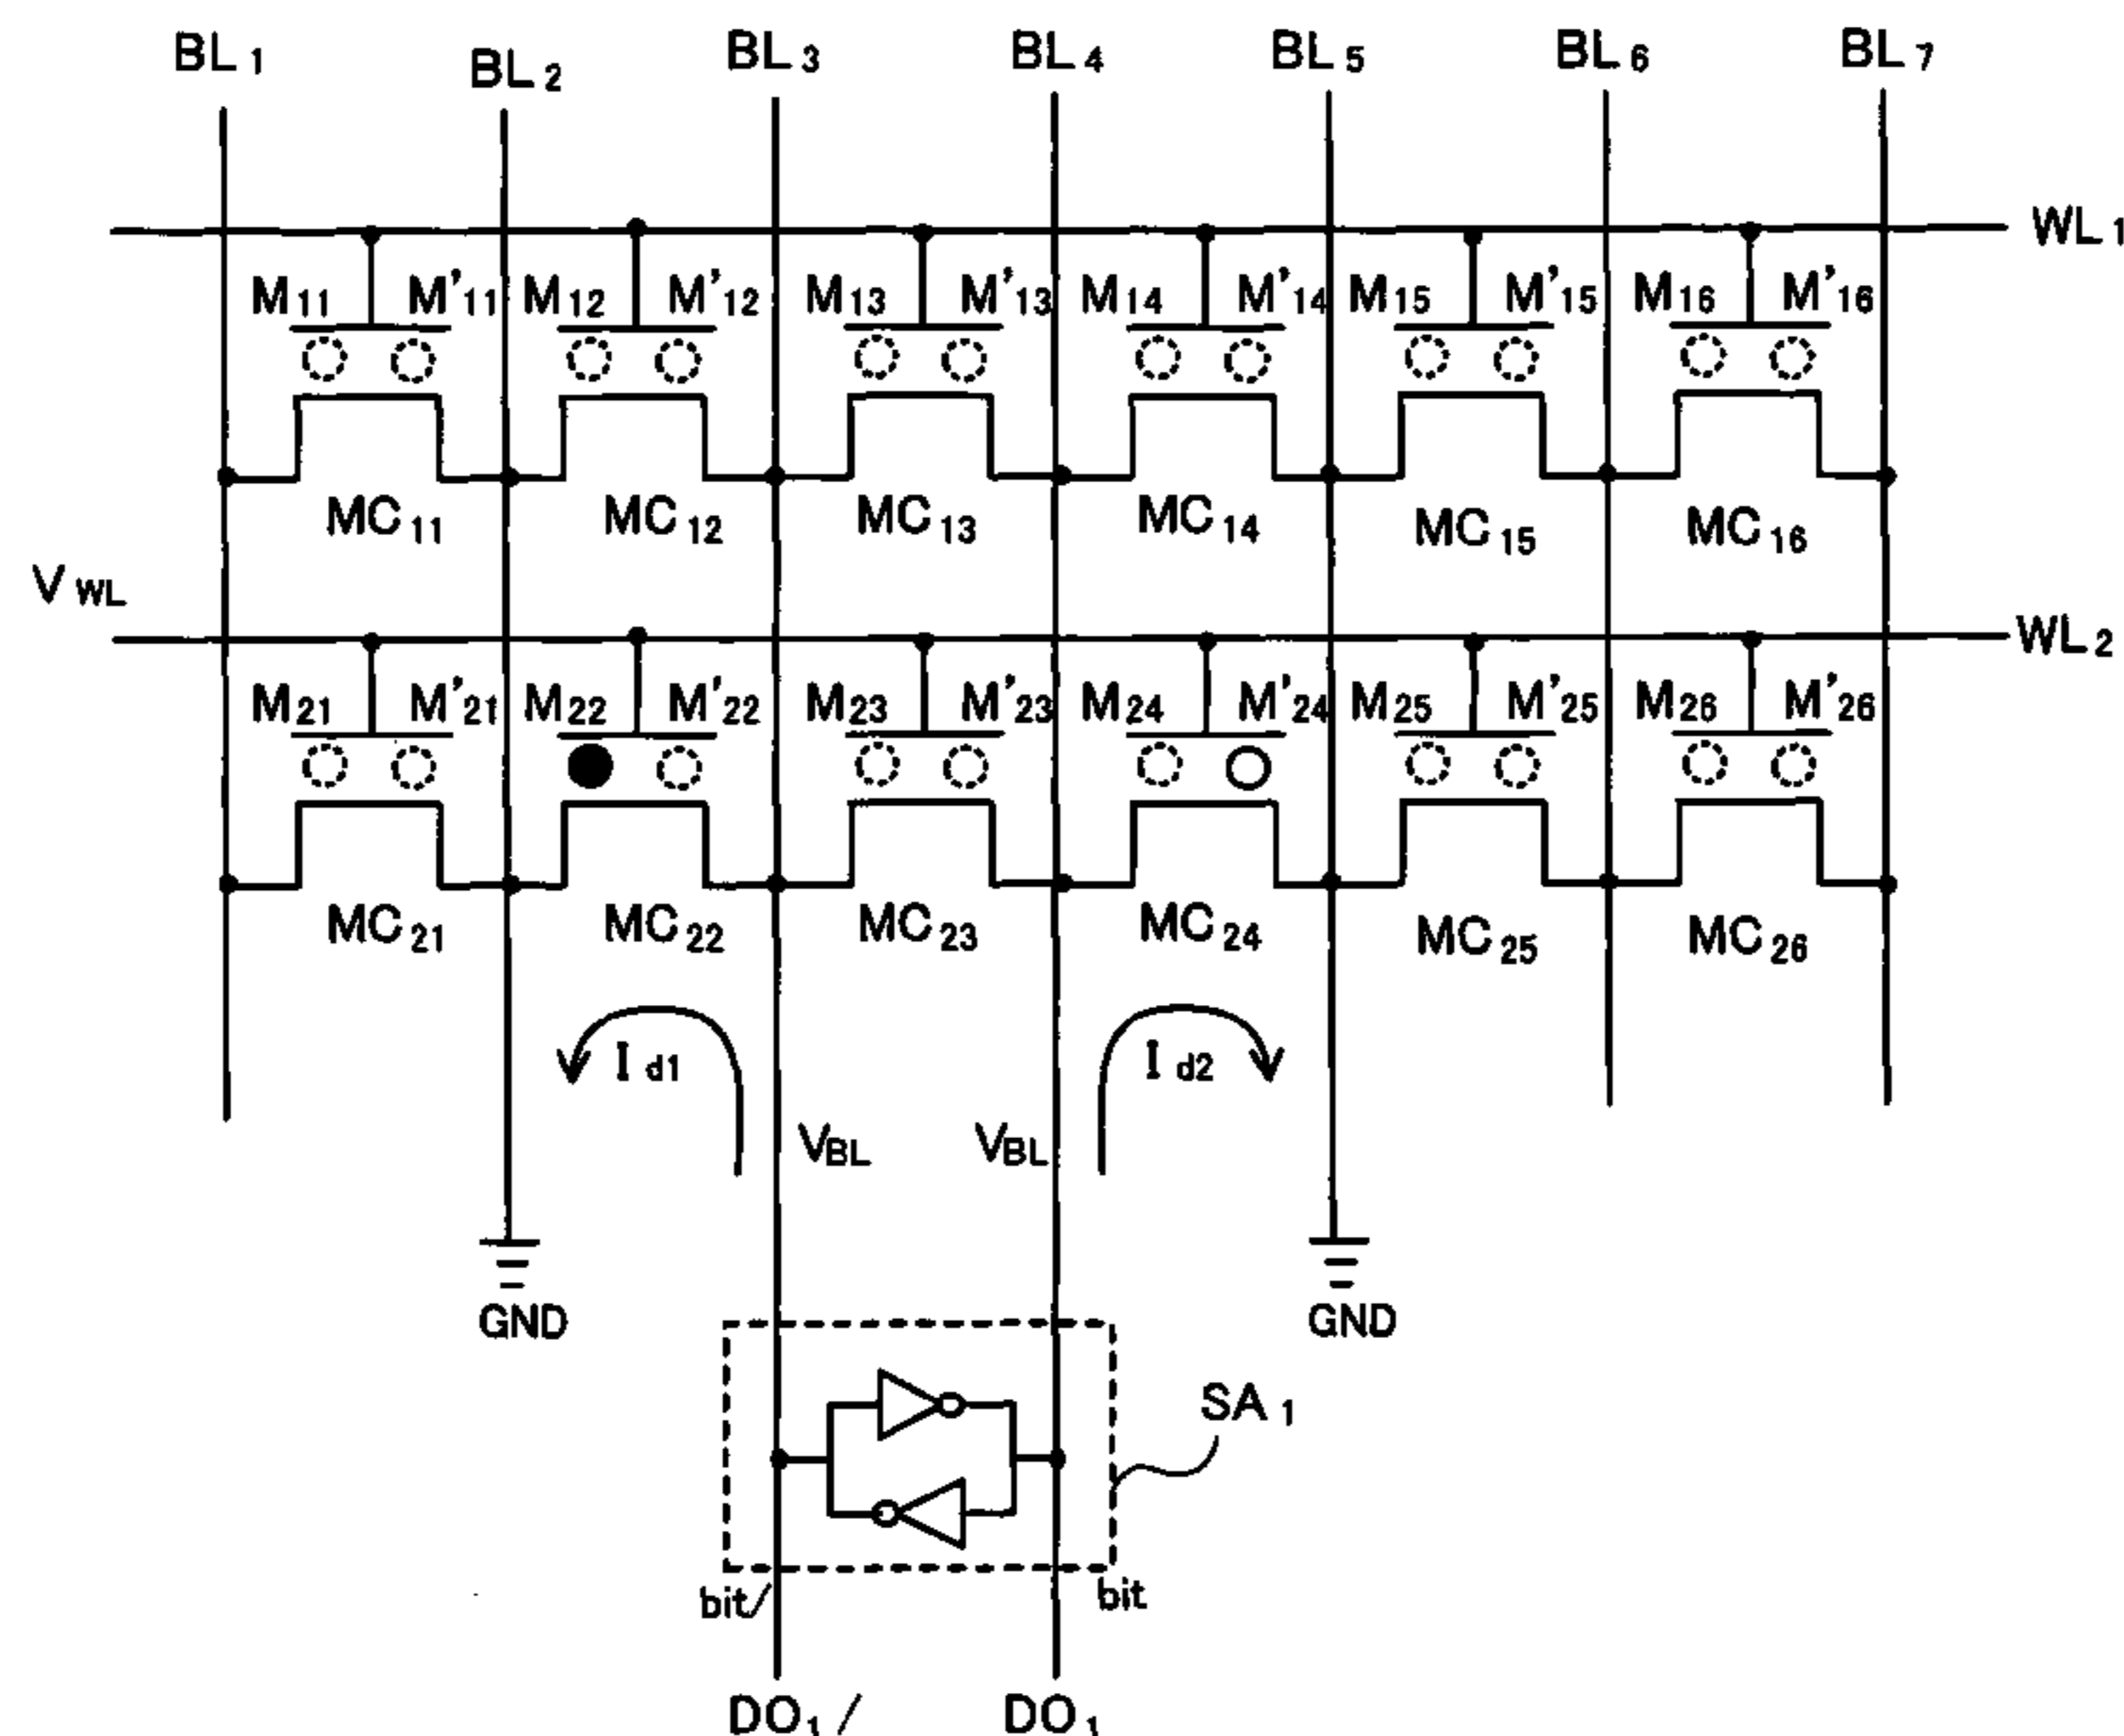 BL1 BL2 BL3 BL4 BL5 BL6 BL7
WL1
M11 M'11 M12 M'12 M13 M'13 M14 M'14 M15 M'15 M16 M'16
MC11 MC12 MC13 MC14 MC15 MC16
VWL
WL2
M21 M'21 M22 M'22 M23 M'23 M24 M'24 M25 M'25 M26 M'26
MC21 MC22 MC23 MC24 MC25 MC26
Id1 Id2
VBL VBL
GND GND
SA1
bit/ bit
DO1/ DO1